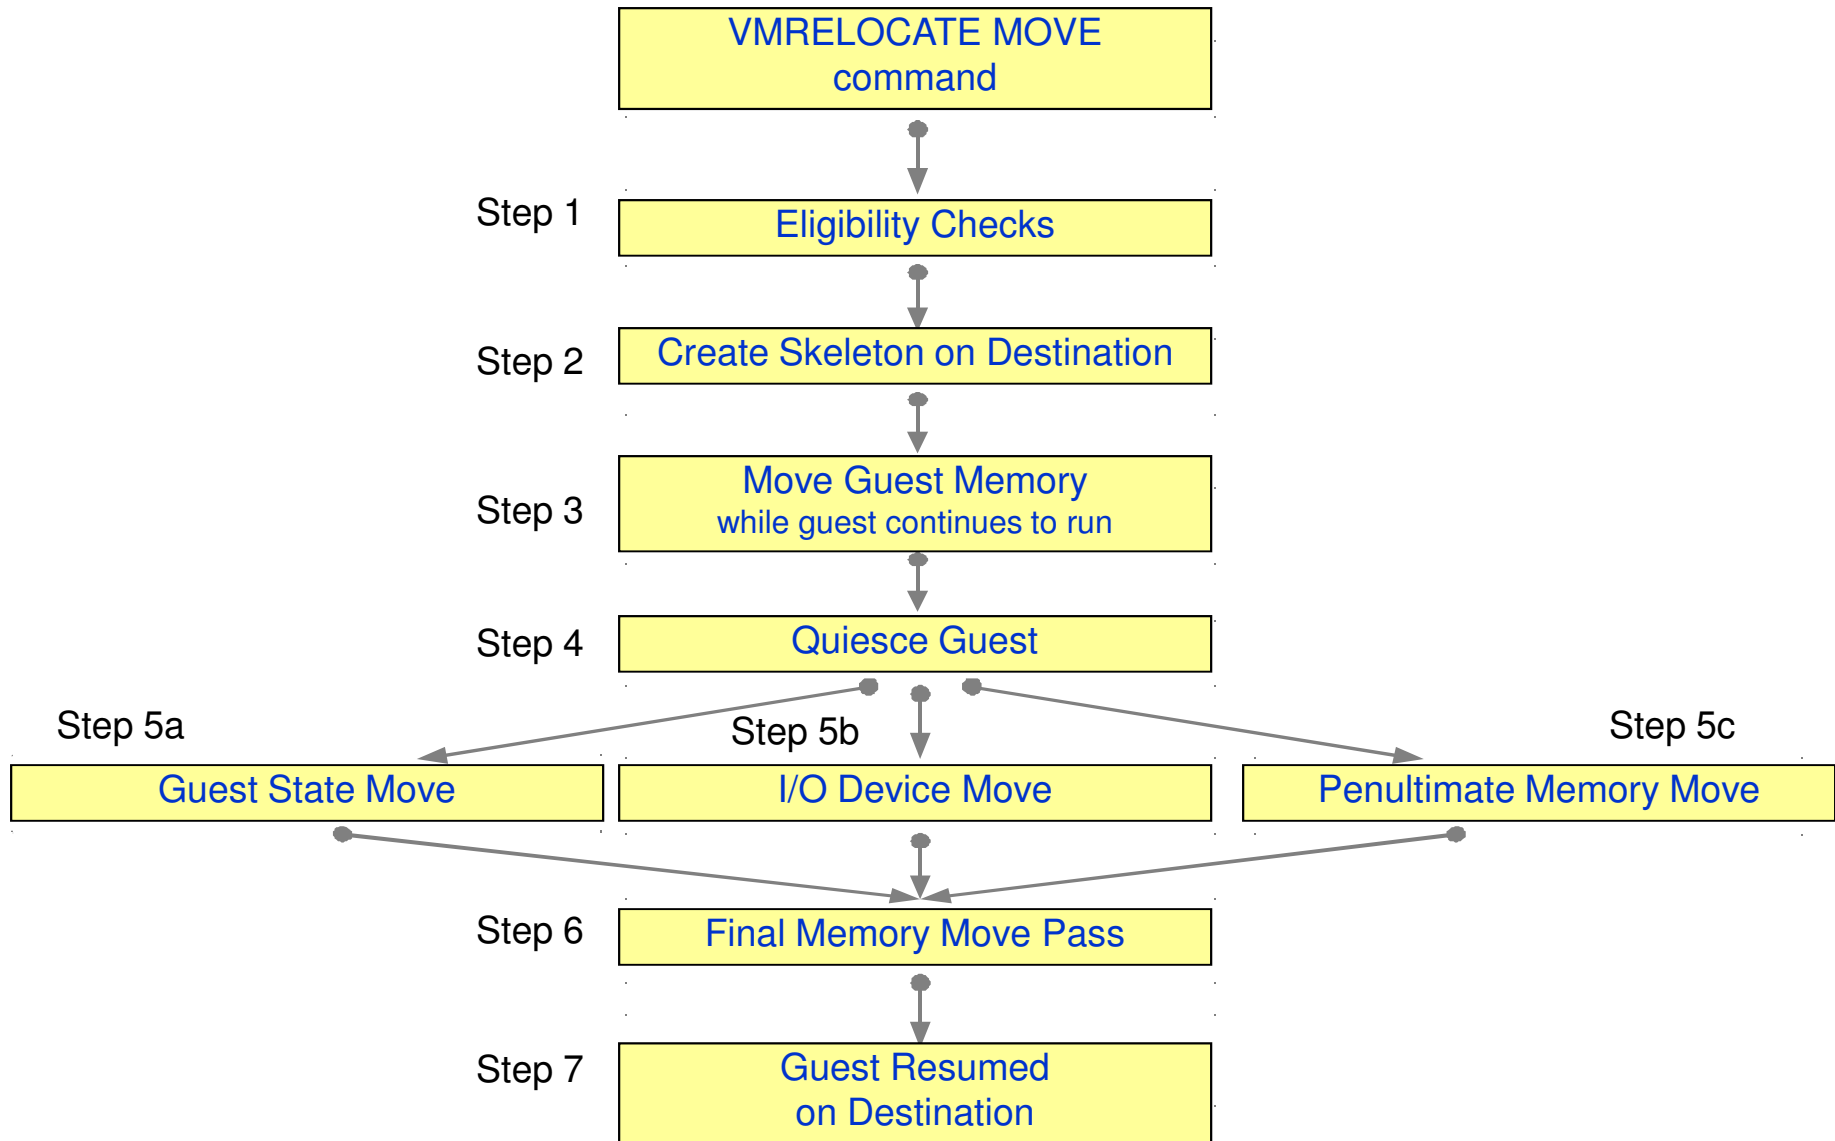 VMRELOCATE MOVE
command
Step 1
Eligibility Checks
Step 2
Create Skeleton on Destination
Step 3
Move Guest Memory
while guest continues to run
Step 4
Quiesce Guest
Step 5a
Step 5b
Step 5c
Guest State Move
I/O Device Move
Penultimate Memory Move
Step 6
Final Memory Move Pass
Step 7
Guest Resumed
on Destination